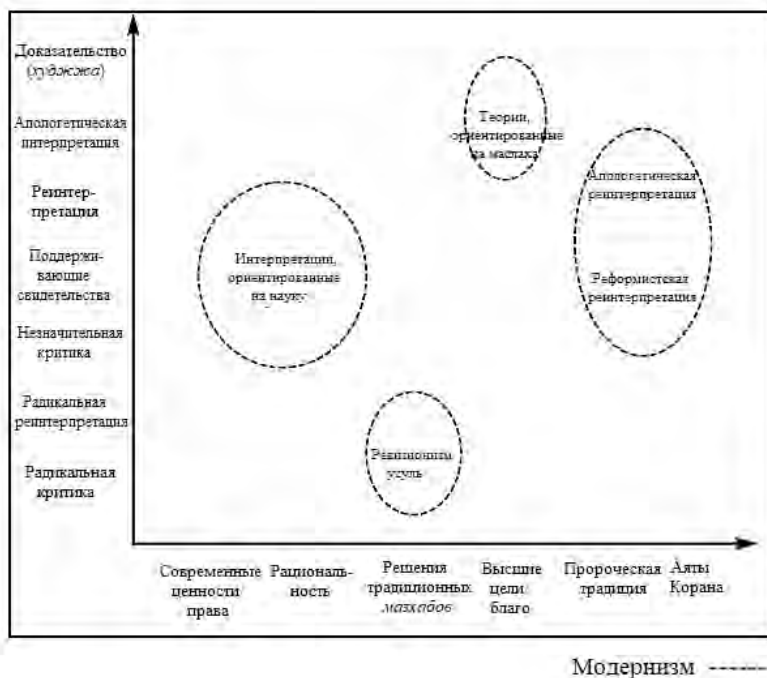 Доказательство
(худжжа)
Апологетическая
интерпретация
Реинтер-
претация
Поддержи-
вающие
свидетельства
Незначительная
критика
Радикальная
реинтерпретация
Радикальная
критика
Теории,
ориентированные
на маслаха
Апологетическая
реинтерпретация
Реформистская
реинтерпретация
Интерпретации,
ориентированные
на науку
усуль
Современные
ценности
права
Рациональ-
ность
Решения
традиционных
мазхабов
Высшие
цели/
благо
Пророческая
традиция
Аяты
Корана
Модернизм